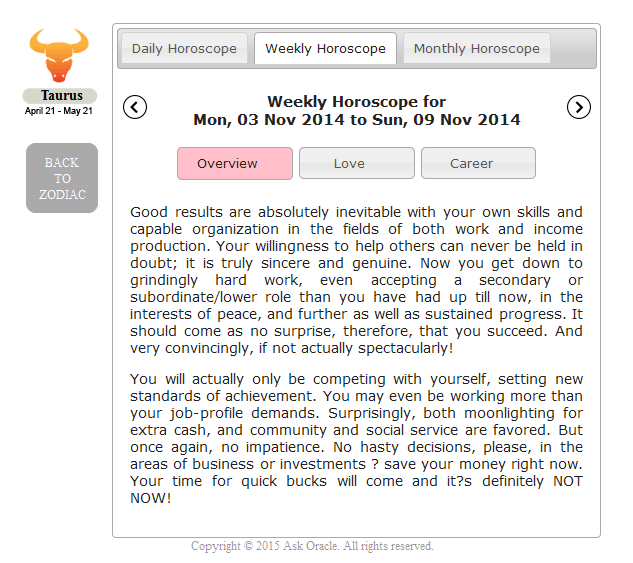 Daily Horoscope
Weekly Horoscope
Monthly Horoscope
Taurus
April 21 - May 21
BACK
TO
ZODIAC
Weekly Horoscope for
Mon, 03 Nov 2014 to Sun, 09 Nov 2014
Overview
Love
Career
Good results are absolutely inevitable with your own skills and
capable organization in the fields of both work and income
production. Your willingness to help others can never be held in
doubt; it is truly sincere and genuine. Now you get down to
grindingly hard work, even accepting a secondary or
subordinate/lower role than you have had up till now, in the
interests of peace, and further as well as sustained progress. It
should come as no surprise, therefore, that you succeed. And
very convincingly, if not actually spectacularly!
You will actually only be competing with yourself, setting new
standards of achievement. You may even be working more than
your job-profile demands. Surprisingly, both moonlighting for
extra cash, and community and social service are favored. But
once again, no impatience. No hasty decisions, please, in the
areas of business or investments ? save your money right now.
Your time for quick bucks will come and it?s definitely NOT
NOW!
Copyright © 2015 Ask Oracle. All rights reserved.